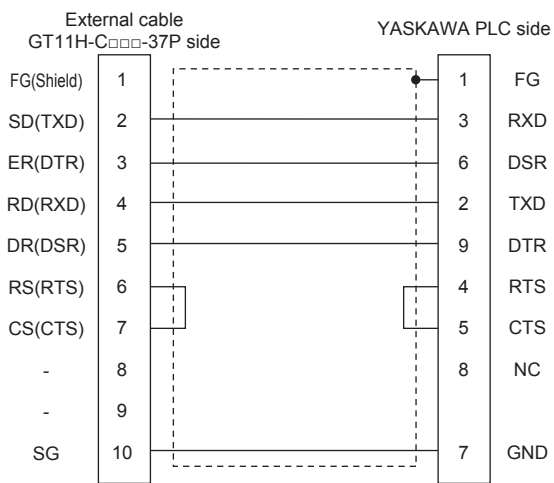 External cable
GT11H-C□□□-37P side
YASKAWA PLC side
FG(Shield) 1 1 FG
SD(TXD) 2 3 RXD
ER(DTR) 3 6 DSR
RD(RXD) 4 2 TXD
DR(DSR) 5 9 DTR
RS(RTS) 6 4 RTS
CS(CTS) 7 5 CTS
- 8 8 NC
- 9
SG 10 7 GND